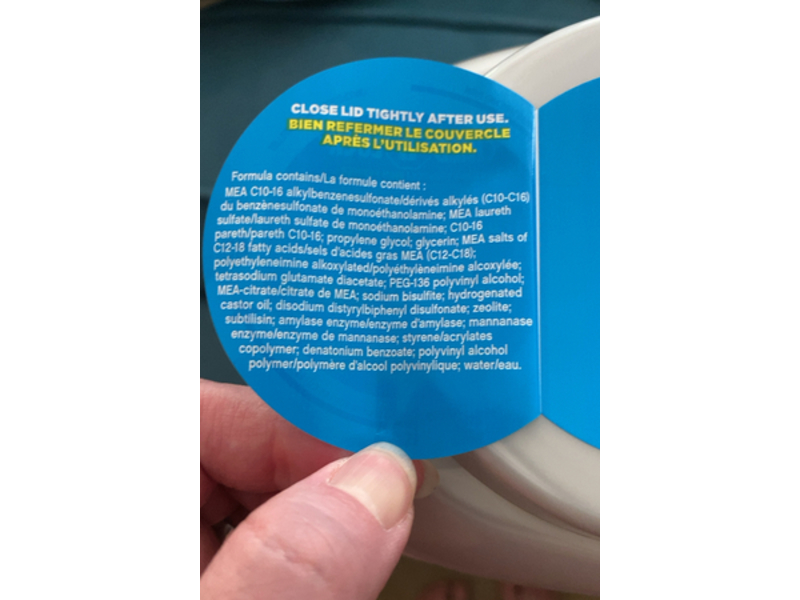 CLOSE LID TIGHTLY AFTER USE.
BIEN REFERMER LE COUVERCLE
APRÈS L'UTILISATION.
Formula contains/La formule contient :
MEA C10-16 alkylbenzenesulfonate/dérivés alkylés (C10-C16)
du benzènesulfonate de monoéthanolamine; MEA laureth
sulfate/laureth sulfate de monoéthanolamine; C10-16
pareth/pareth C10-16; propylene glycol; glycerin; MEA salts of
C12-18 fatty acids/sels d'acides gras MEA (C12-C18);
polyethyleneimine alkoxylated/polyéthylèneimine alcoxylée;
tetrasodium glutamate diacetate; PEG-136 polyvinyl alcohol;
MEA-citrate/citrate de MEA; sodium bisulfite; hydrogenated
castor oil; disodium distyrylbiphenyl disulfonate; zeolite;
subtilisin; amylase enzyme/enzyme d'amylase; mannanase
enzyme/enzyme de mannanase; styrene/acrylates
copolymer; denatonium benzoate; polyvinyl alcohol
polymer/polymère d'alcool polyvinylique; water/eau.